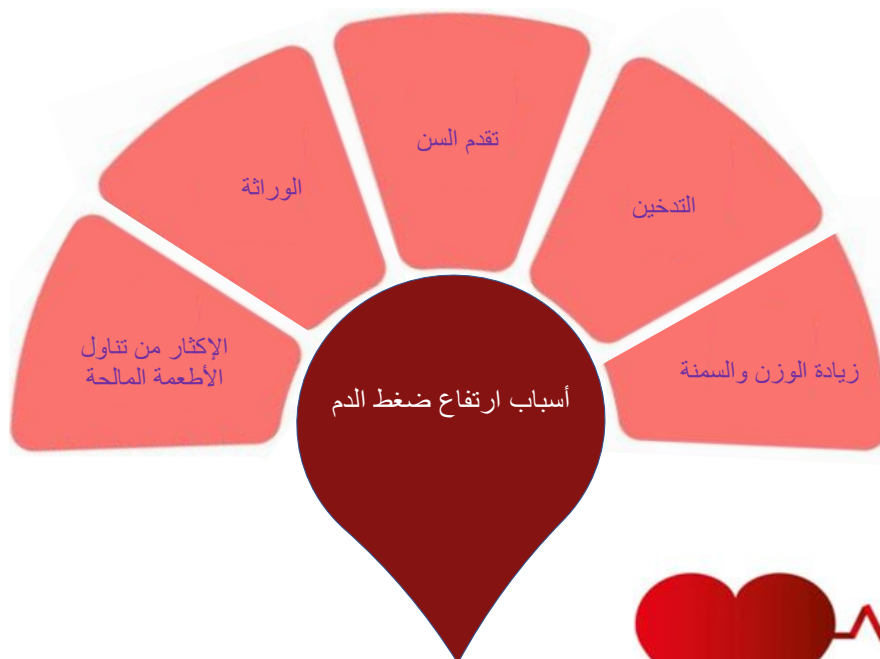 تقدم السن
التدخين
الوراثة
زيادة الوزن والسمنة
الإكثار من تناول
الأطعمة المالحة
أسباب ارتفاع ضغط الدم